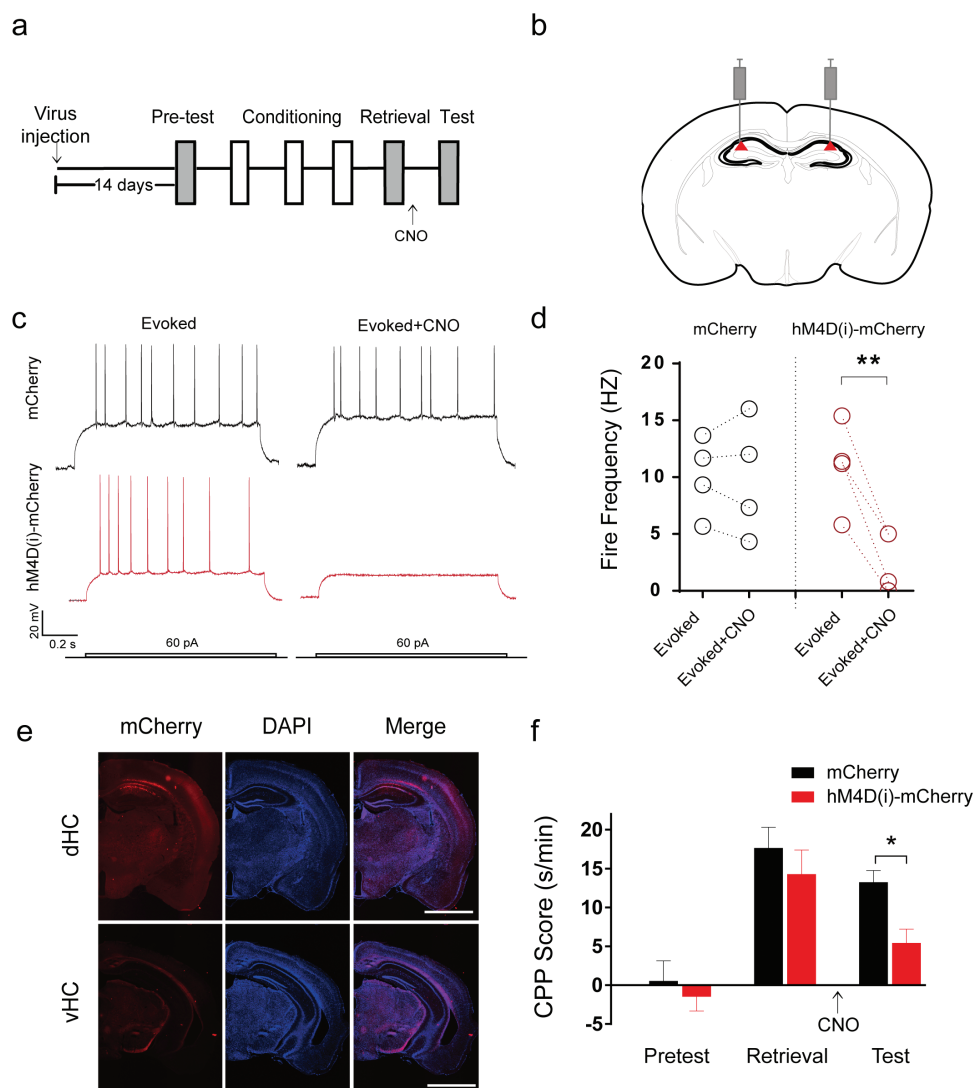 a
Virus
injection
Pre-test
Conditioning
Retrieval
Test
14 days
CNO
b
c
Evoked
Evoked+CNO
mCherry
hM4D(i)-mCherry
20 mV
0.2 s
60 pA
60 pA
d
mCherry
hM4D(i)-mCherry
**
Fire Frequency (HZ)
20
15
10
5
0
Evoked
Evoked+CNO
Evoked
Evoked+CNO
e
mCherry
DAPI
Merge
dHC
vHC
f
mCherry
hM4D(i)-mCherry
*
CPP Score (s/min)
20
15
10
5
0
-5
CNO
Pretest
Retrieval
Test